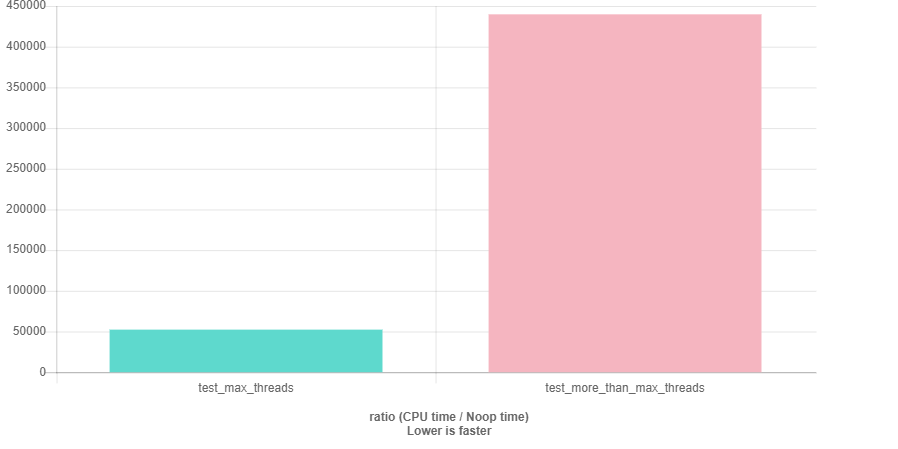 450000
400000
350000
300000
250000
200000
150000
100000
50000
0
test_max_threads
test_more_than_max_threads
ratio (CPU time / Noop time)
Lower is faster